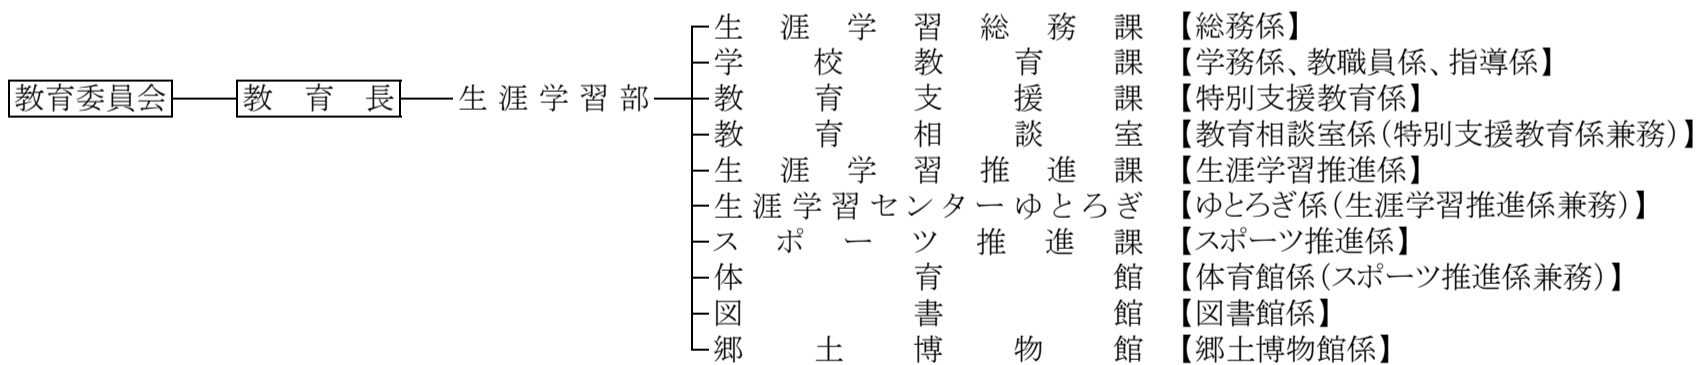 生涯学習総務課 【総務係】
学校教育課 【学務係、教職員係、指導係】
教育委員会 教育長 生涯学習部 教育支援課 【特別支援教育係】
教育相談室 【教育相談室係(特別支援教育係兼務)】
生涯学習推進課 【生涯学習推進係】
生涯学習センターゆとろぎ 【ゆとろぎ係(生涯学習推進係兼務)】
スポーツ推進課 【スポーツ推進係】
体育館 【体育館係(スポーツ推進係兼務)】
図書館 【図書館係】
郷土博物館 【郷土博物館係】